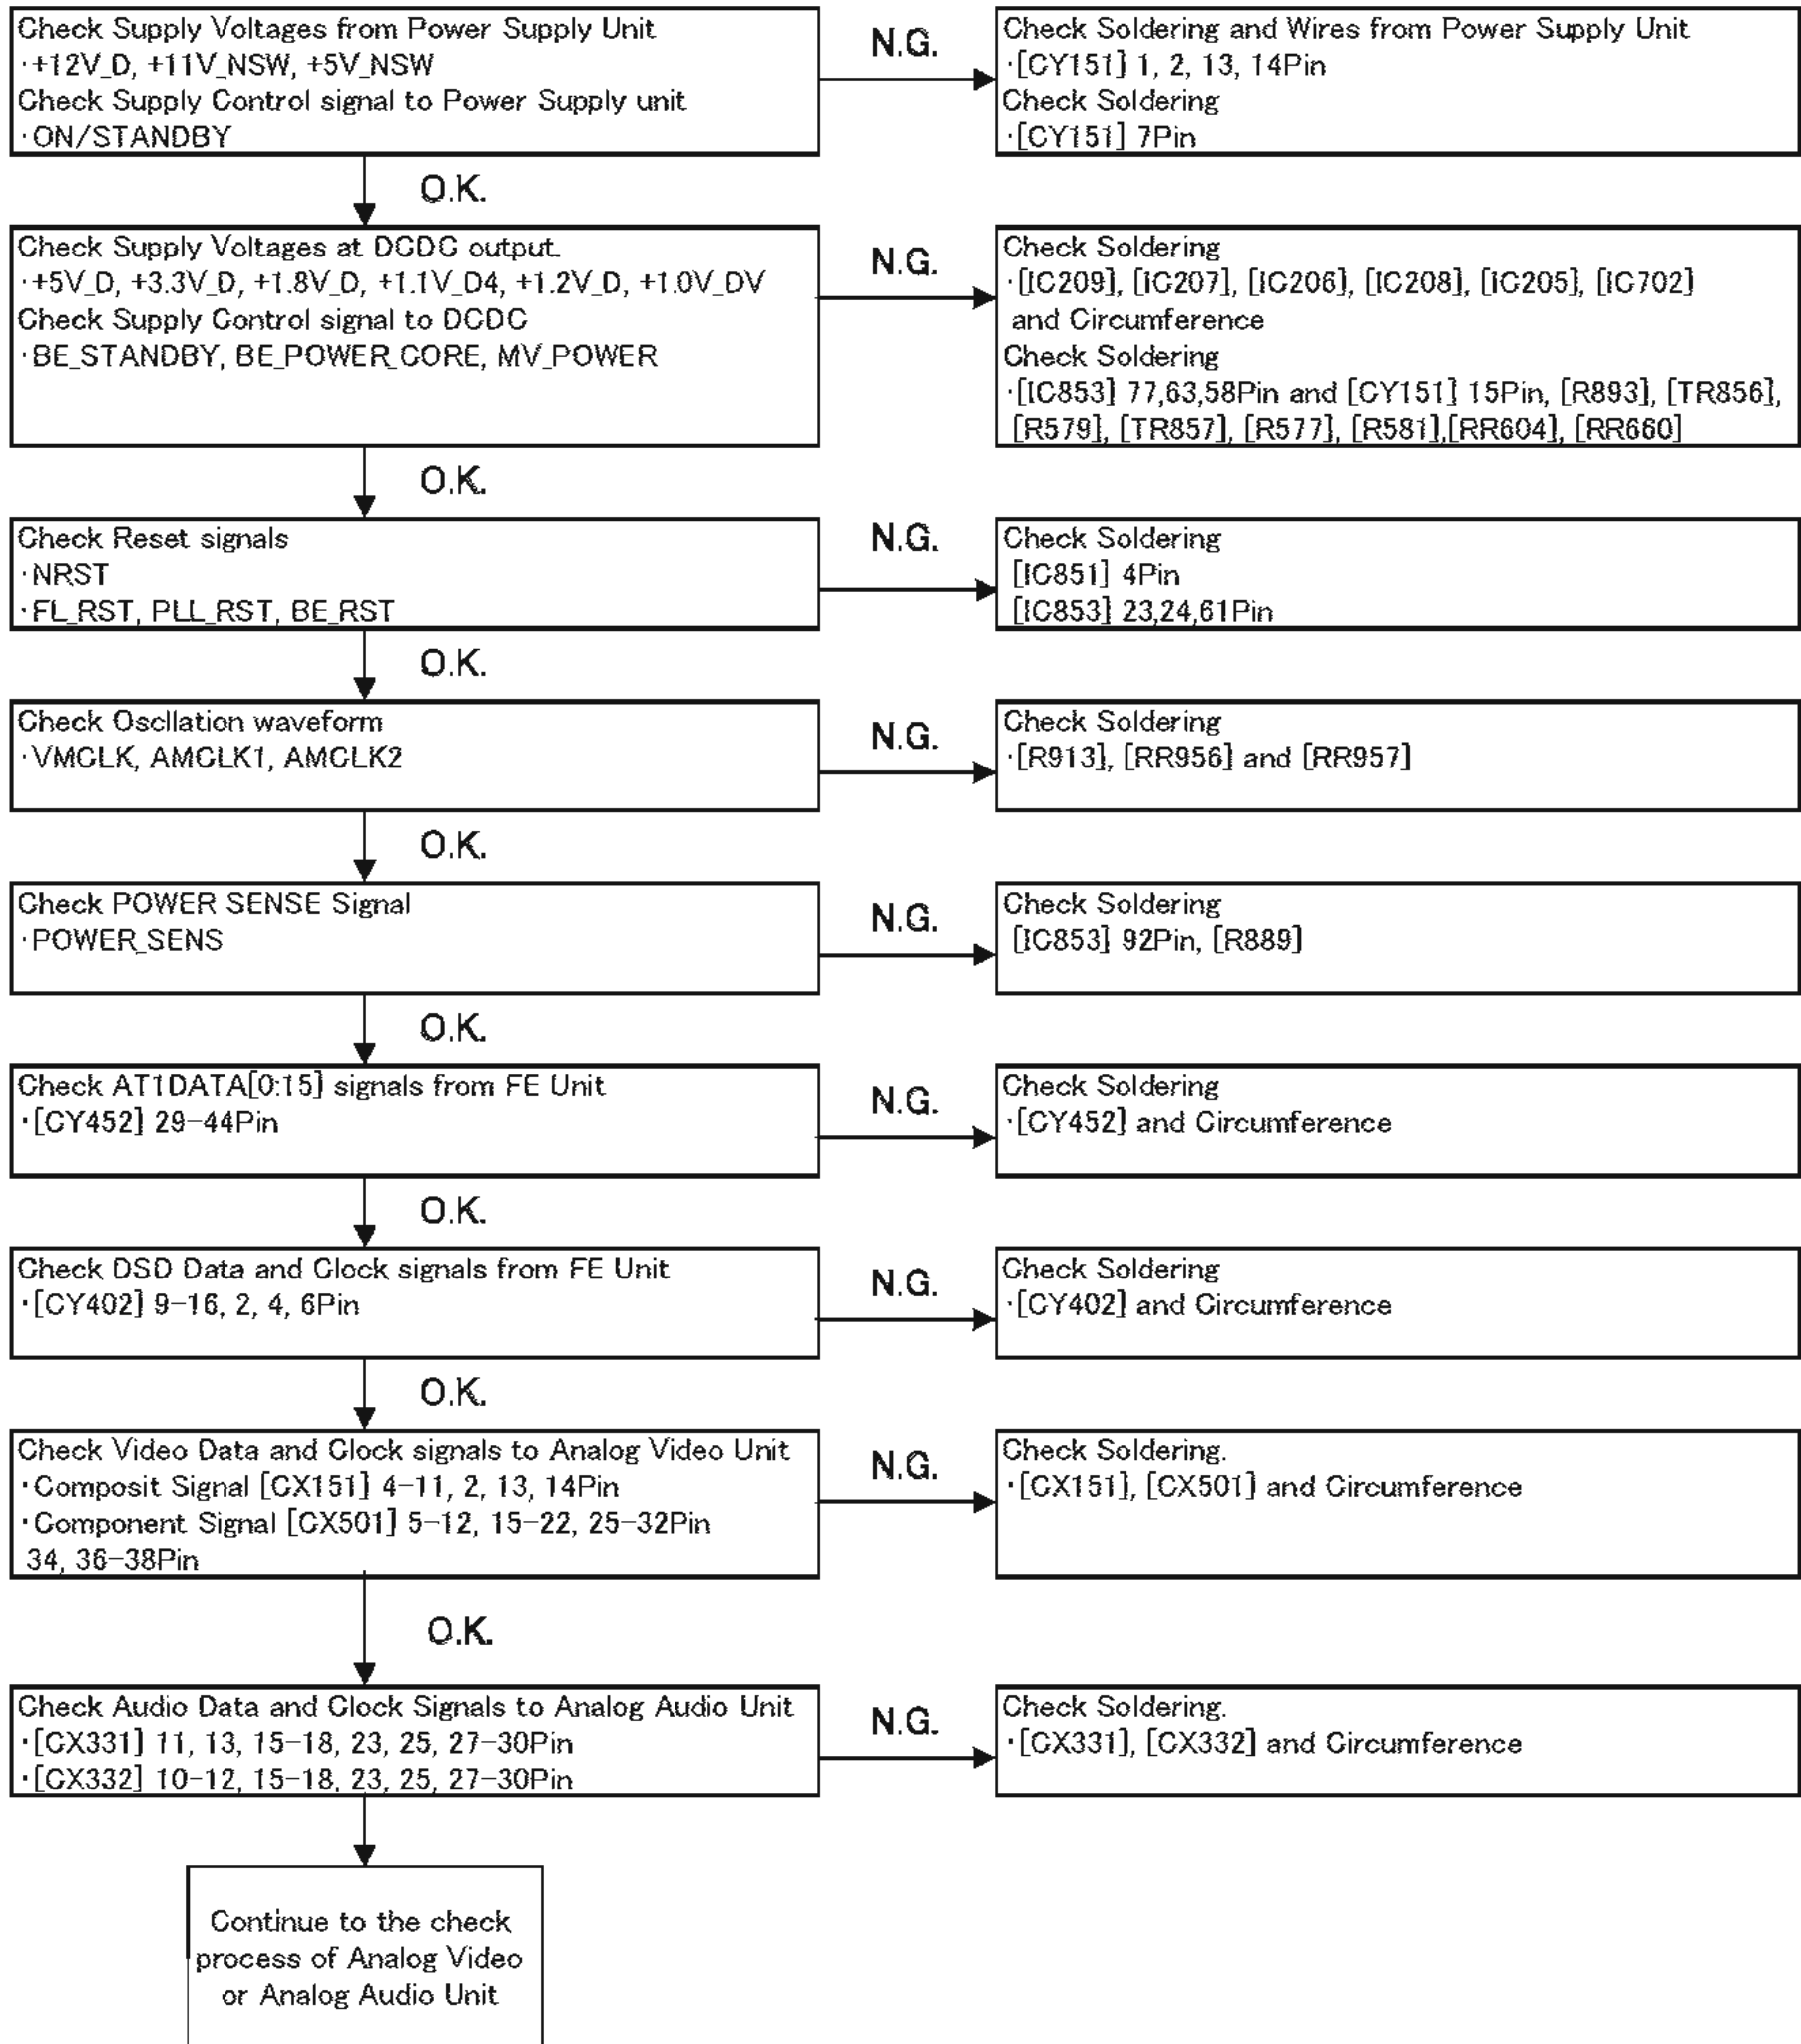 Check Supply Voltages from Power Supply Unit
·+12V_D, +11V_NSW, +5V_NSW
Check Supply Control signal to Power Supply unit
·ON/STANDBY
N.G.
Check Soldering and Wires from Power Supply Unit
·[CY151] 1, 2, 13, 14Pin
Check Soldering
·[CY151] 7Pin
O.K.
Check Supply Voltages at DCDC output.
·+5V_D, +3.3V_D, +1.8V_D, +1.1V_D4, +1.2V_D, +1.0V_DV
Check Supply Control signal to DCDC
·BE_STANDBY, BE_POWER_CORE, MV_POWER
N.G.
Check Soldering
·[IC209], [IC207], [IC206], [IC208], [IC205], [IC702]
and Circumference
Check Soldering
·[IC853] 77,63,58Pin and [CY151] 15Pin, [R893], [TR856],
[R579], [TR857], [R577], [R581],[RR604], [RR660]
O.K.
Check Reset signals
·NRST
·FL_RST, PLL_RST, BE_RST
N.G.
Check Soldering
[IC851] 4Pin
[IC853] 23,24,61Pin
O.K.
Check Oscllation waveform
·VMCLK, AMCLK1, AMCLK2
N.G.
Check Soldering
·[R913], [RR956] and [RR957]
O.K.
Check POWER SENSE Signal
·POWER_SENS
N.G.
Check Soldering
[IC853] 92Pin, [R889]
O.K.
Check AT1DATA[0:15] signals from FE Unit
·[CY452] 29-44Pin
N.G.
Check Soldering
·[CY452] and Circumference
O.K.
Check DSD Data and Clock signals from FE Unit
·[CY402] 9-16, 2, 4, 6Pin
N.G.
Check Soldering
·[CY402] and Circumference
O.K.
Check Video Data and Clock signals to Analog Video Unit
·Composit Signal [CX151] 4-11, 2, 13, 14Pin
·Component Signal [CX501] 5-12, 15-22, 25-32Pin
34, 36-38Pin
N.G.
Check Soldering.
·[CX151], [CX501] and Circumference
O.K.
Check Audio Data and Clock Signals to Analog Audio Unit
·[CX331] 11, 13, 15-18, 23, 25, 27-30Pin
·[CX332] 10-12, 15-18, 23, 25, 27-30Pin
N.G.
Check Soldering.
·[CX331], [CX332] and Circumference
Continue to the check
process of Analog Video
or Analog Audio Unit